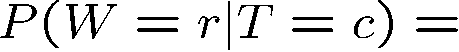 P(W = r|T = c) =